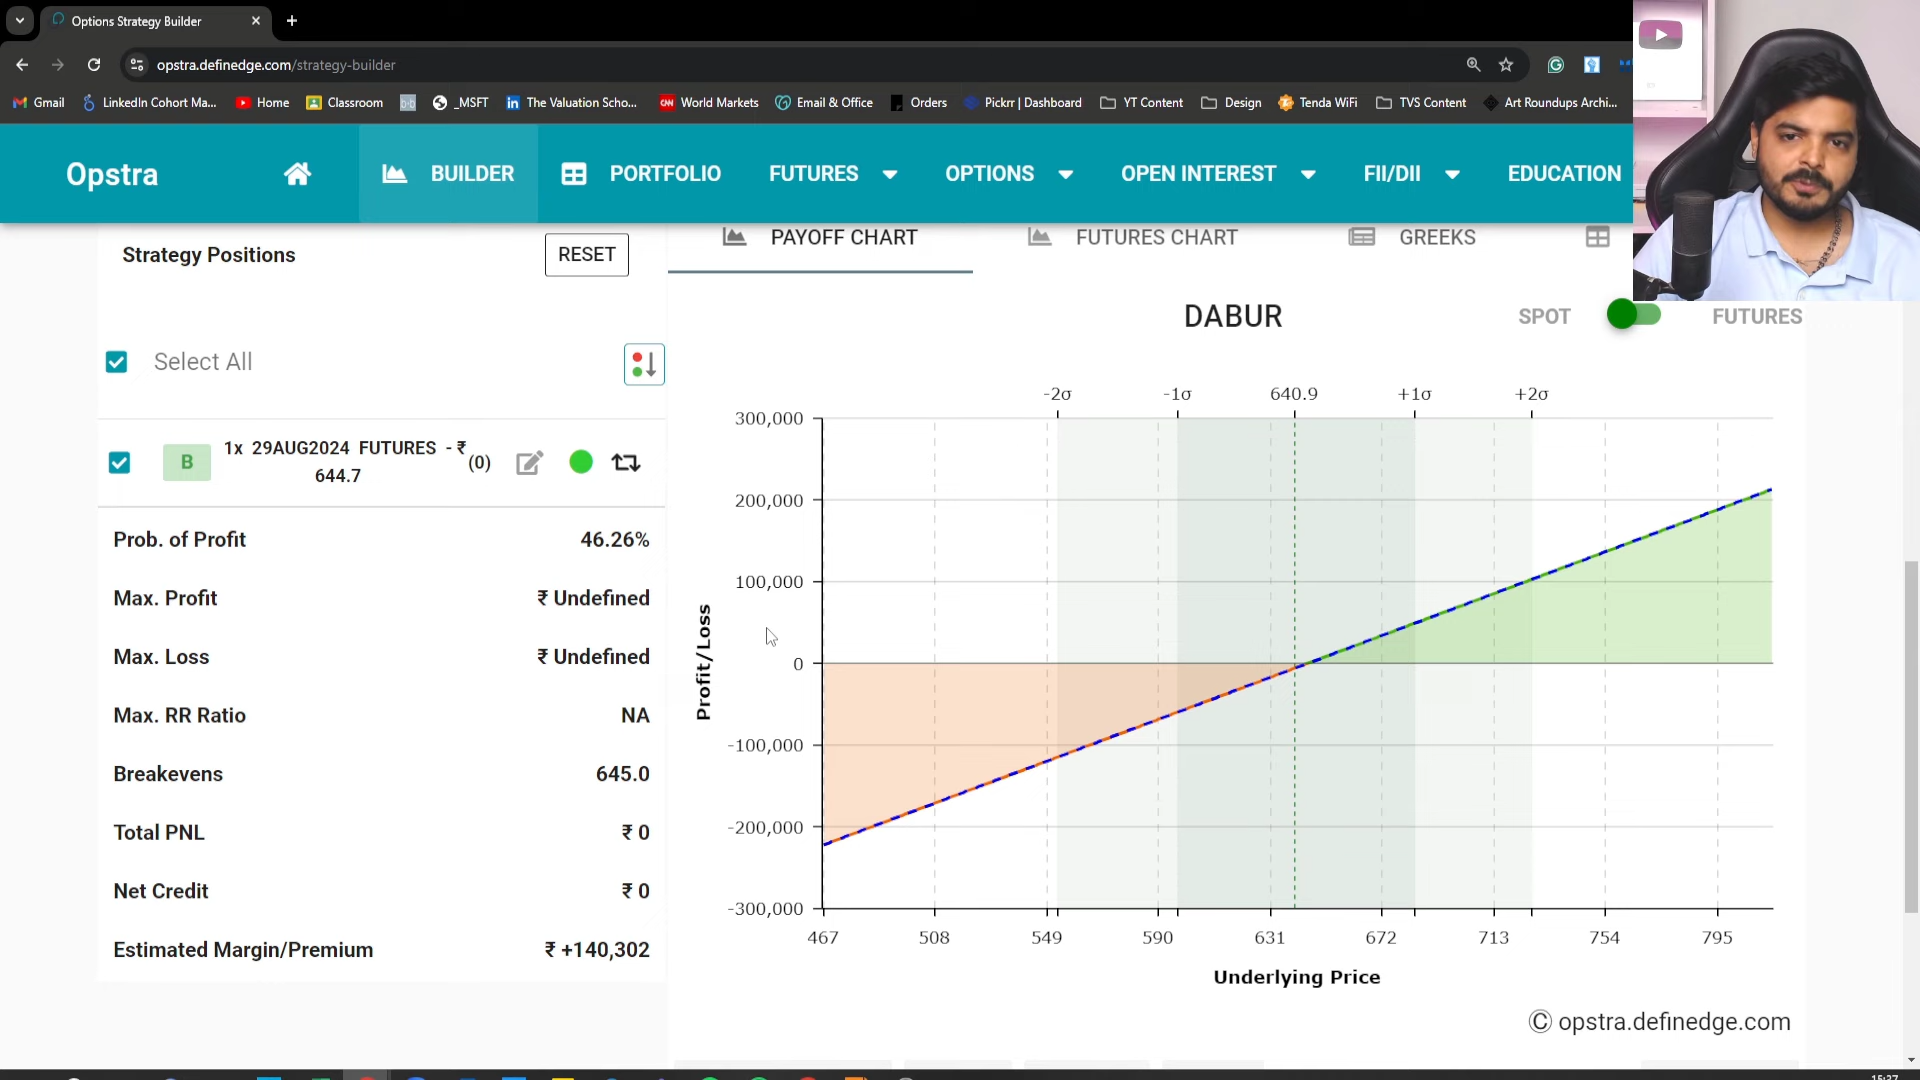 Options Strategy Builder
opstra.definedge.com/strategy-builder
Gmail LinkedIn Cohort Ma... Home Classroom _MSFT The Valuation Scho... World Markets Email & Office Orders Pickrr | Dashboard YT Content Design Tenda WiFi TVS Content Art Roundups Archi...
Opstra BUILDER PORTFOLIO FUTURES OPTIONS OPEN INTEREST FII/DII EDUCATION
Strategy Positions RESET
Select All
B 1x 29AUG2024 FUTURES - ₹ (0)
644.7
Prob. of Profit 46.26%
Max. Profit ₹ Undefined
Max. Loss ₹ Undefined
Max. RR Ratio NA
Breakevens 645.0
Total PNL ₹ 0
Net Credit ₹ 0
Estimated Margin/Premium ₹ +140,302
PAYOFF CHART FUTURES CHART GREEKS
DABUR SPOT FUTURES
-2σ -1σ 640.9 +1σ +2σ
300,000
200,000
100,000
0
-100,000
-200,000
-300,000
Profit/Loss
467 508 549 590 631 672 713 754 795
Underlying Price
© opstra.definedge.com